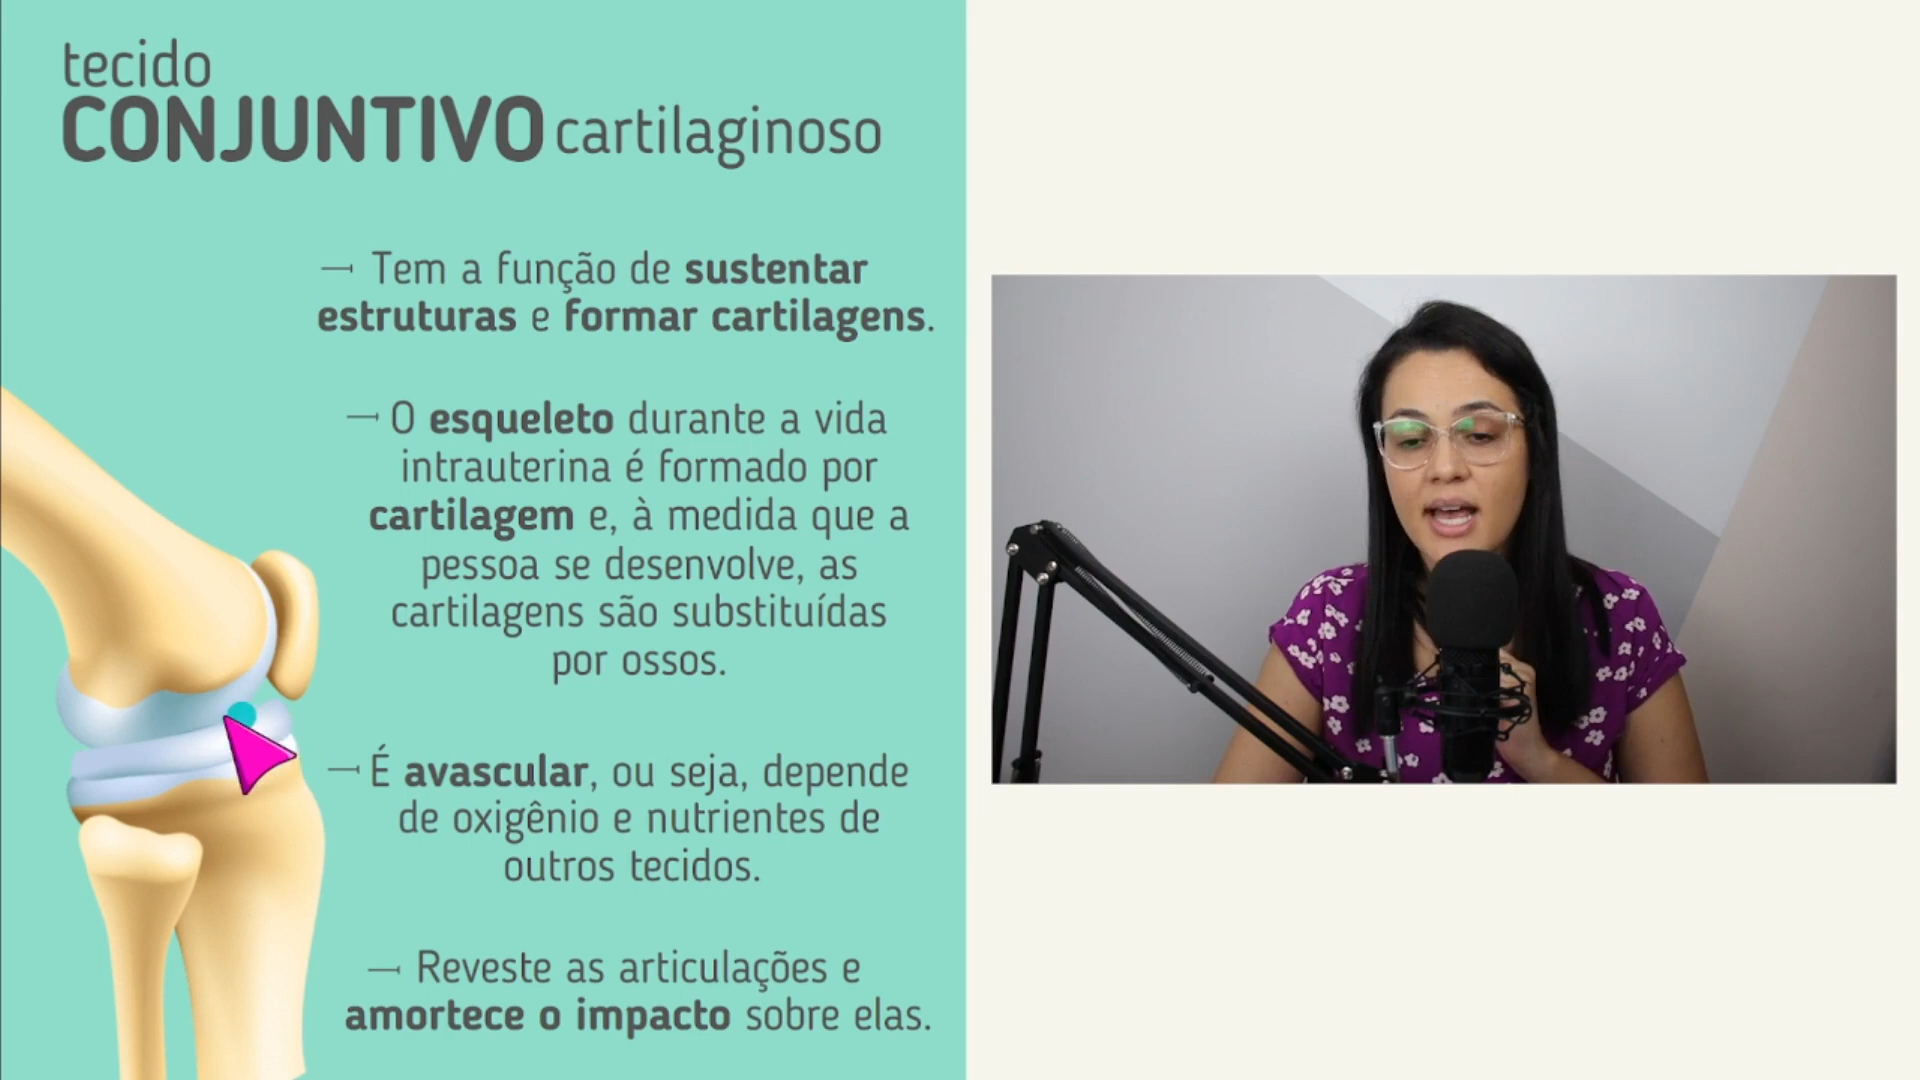 tecido
CONJUNTIVO cartilaginoso
— Tem a função de sustentar
estruturas e formar cartilagens.
— O esqueleto durante a vida
intrauterina é formado por
cartilagem e, à medida que a
pessoa se desenvolve, as
cartilagens são substituídas
por ossos.
— É avascular, ou seja, depende
de oxigênio e nutrientes de
outros tecidos.
— Reveste as articulações e
amortece o impacto sobre elas.